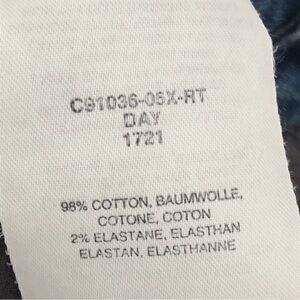 C91036-05X-RT
DAY
1721
98% COTTON, BAUMWOLLE,
COTONE, COTON
2% ELASTANE, ELASTHAN
ELASTAN, ELASTHANNE